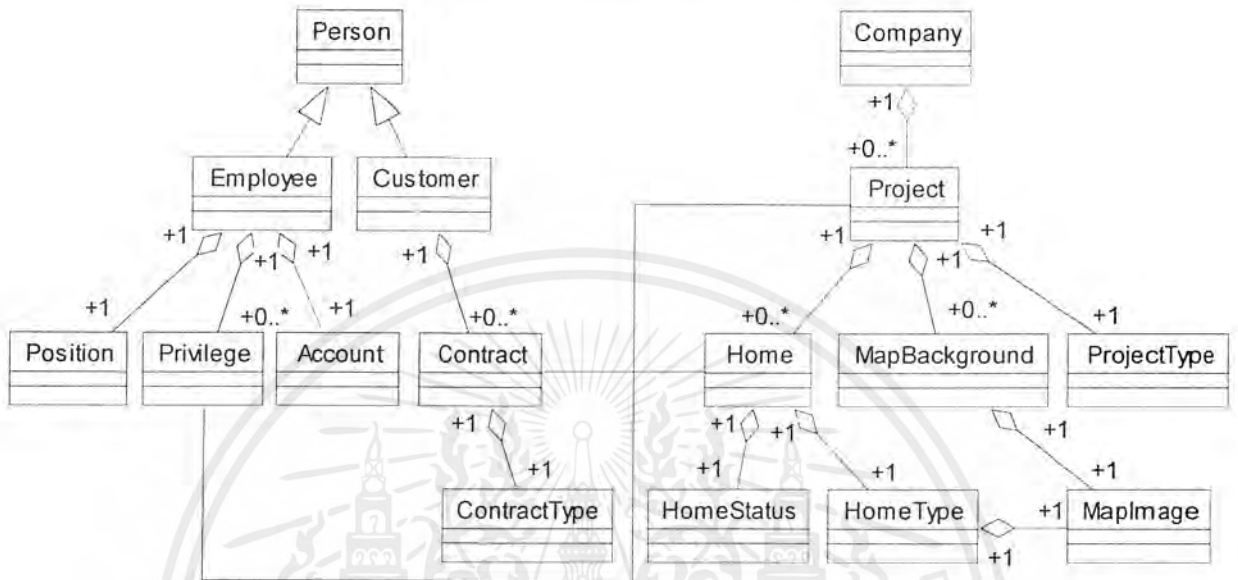 Person
Company
+1
+0..*
Employee
Customer
Project
+1
+1
+1
+1
+1
+1
+1
+1
+0..*
+1
+0..*
+0..*
+0..*
+1
Position
Privilege
Account
Contract
Home
MapBackground
ProjectType
+1
+1
+1
+1
+1
+1
+1
+1
ContractType
HomeStatus
HomeType
+1
+1
MapImage